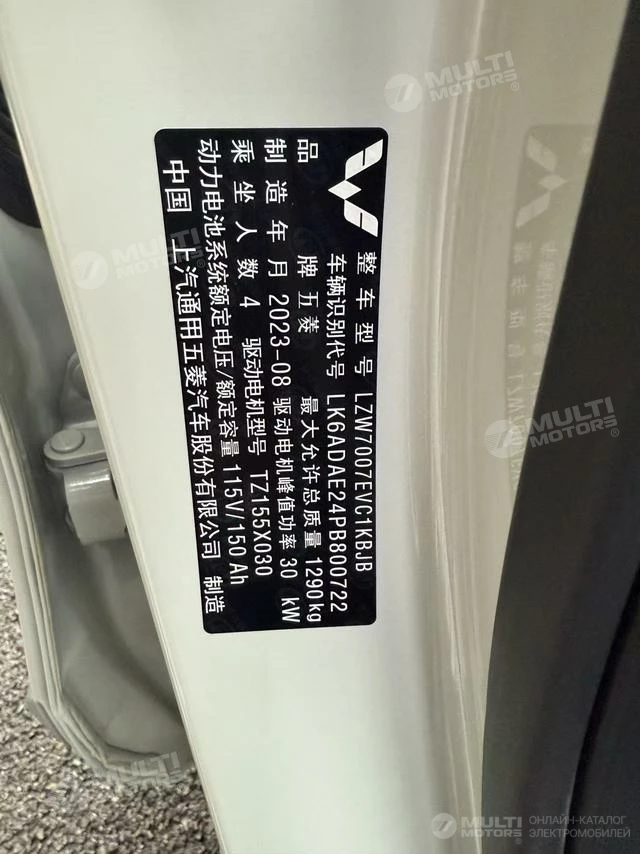 整车型号 LZW7007EVC1KBJB
车辆识别代号 LK6ADAE24PB800722
品 牌 五菱 最大允许总质量 1290kg
制造年月 2023-08 驱动电机峰值功率 30 kW
乘坐人数 4 驱动电机型号 TZ155X030
动力电池系统额定电压/额定容量 115V/150Ah
中国 上汽通用五菱汽车股份有限公司 制造
MULTI
MOTORS®
MULTI
MOTORS®
MULTI
MOTORS®
MULTI
MOTORS
MULTI
MOTORS
ОНЛАЙН-КАТАЛОГ
ЭЛЕКТРОМОБИЛЕЙ